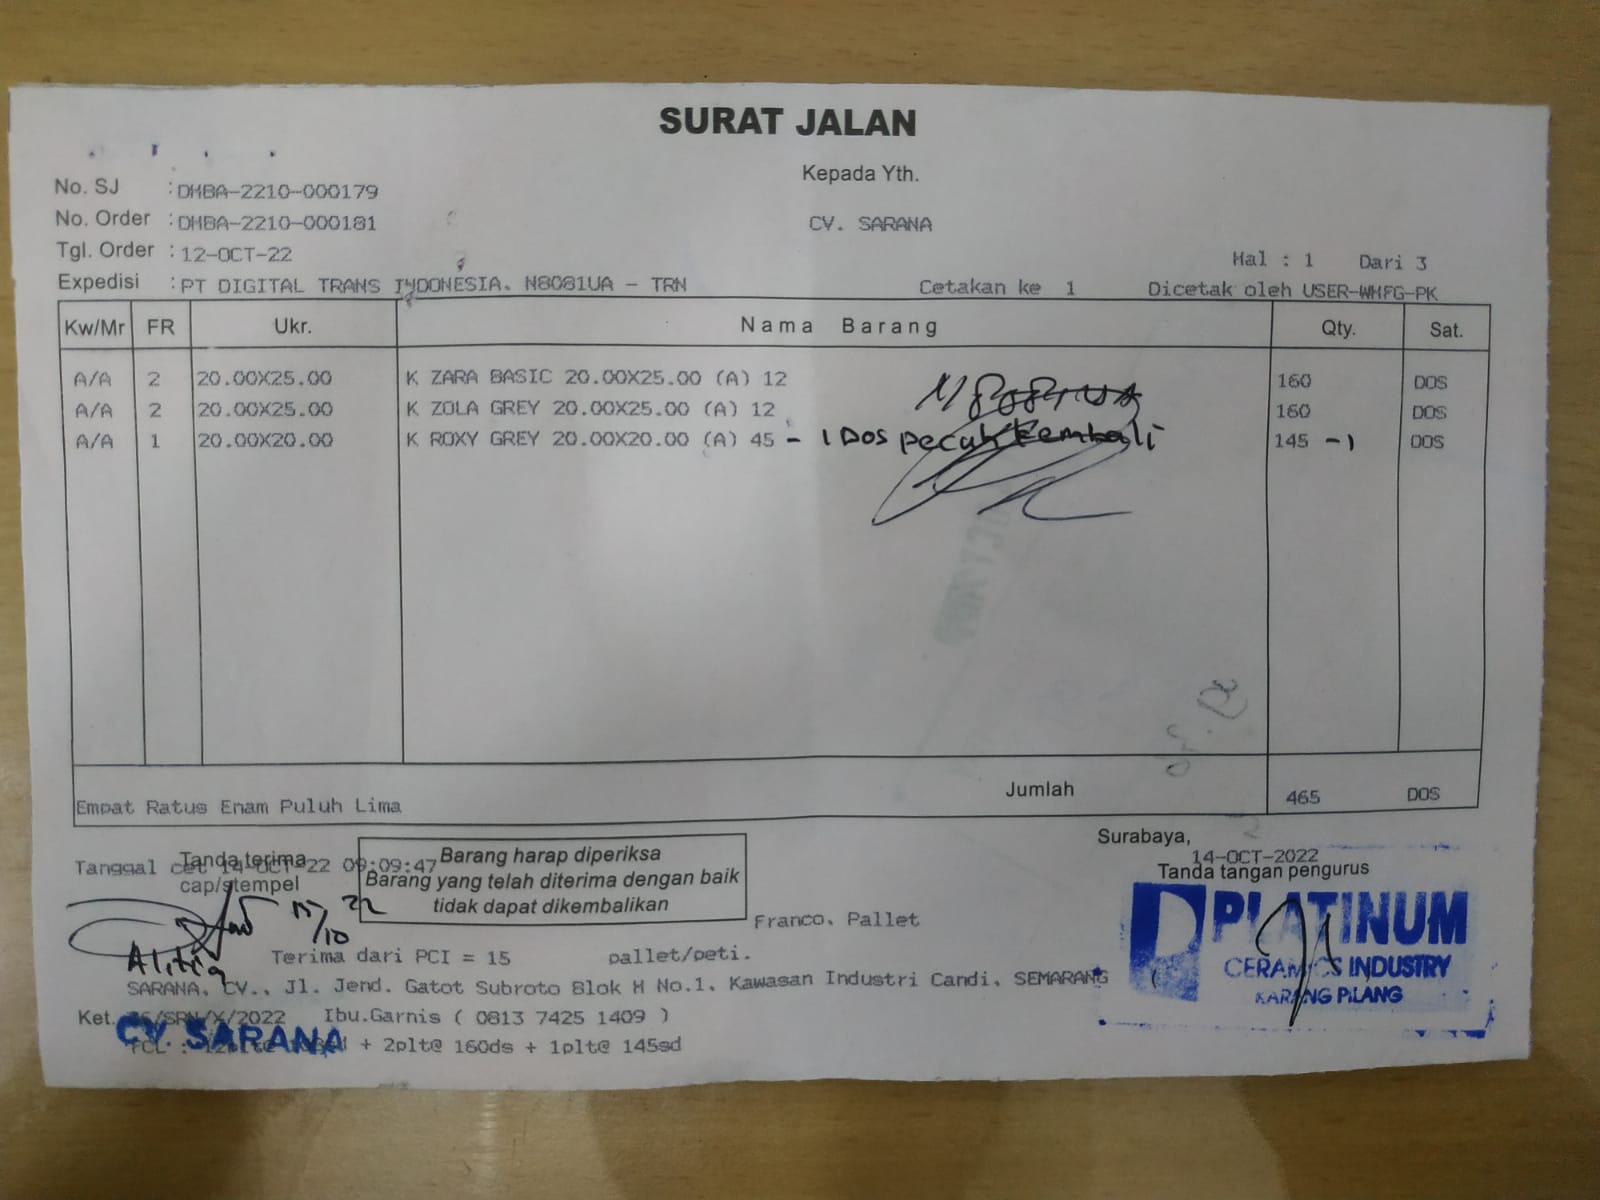 SURAT JALAN
Kepada Yth.
No. SJ : DMBA-2210-000179
No. Order : DMBA-2210-000181
CV. SARANA
Tgl. Order : 12-OCT-22
Hal : 1 Dari 3
Expedisi : PT DIGITAL TRANS INDONESIA. N8081UA - TRN
Cetakan ke 1 Dicetak oleh USER-WHFG-PK
Kw/Mr FR Ukr. Nama Barang Qty. Sat.
A/A 2 20.00X25.00 K ZARA BASIC 20.00X25.00 (A) 12 160 DOS
N 8081 UA
A/A 2 20.00X25.00 K ZOLA GREY 20.00X25.00 (A) 12 160 DOS
A/A 1 20.00X20.00 K ROXY GREY 20.00X20.00 (A) 45 - 1 DOS pecah kembali 145 -1 DOS
Jumlah 465 DOS
Empat Ratus Enam Puluh Lima
Surabaya,
14-OCT-2022
Tanda tangan pengurus
Tanggal cet 14-OCT-22 09:09:47
Tanda terima
cap/stempel
Barang harap diperiksa
Barang yang telah diterima dengan baik
tidak dapat dikembalikan
15/10 22
Franco. Pallet
PLATINUM
CERAMICS INDUSTRY
KARANG PILANG
Terima dari PCI = 15 pallet/peti.
SARANA. CV., Jl. Jend. Gatot Subroto Blok H No.1. Kawasan Industri Candi. SEMARANG
Ket. /SRN/X/2022 Ibu.Garnis ( 0813 7425 1409 )
CV. SARANA
+ 2plt@ 160ds + 1plt@ 145sd